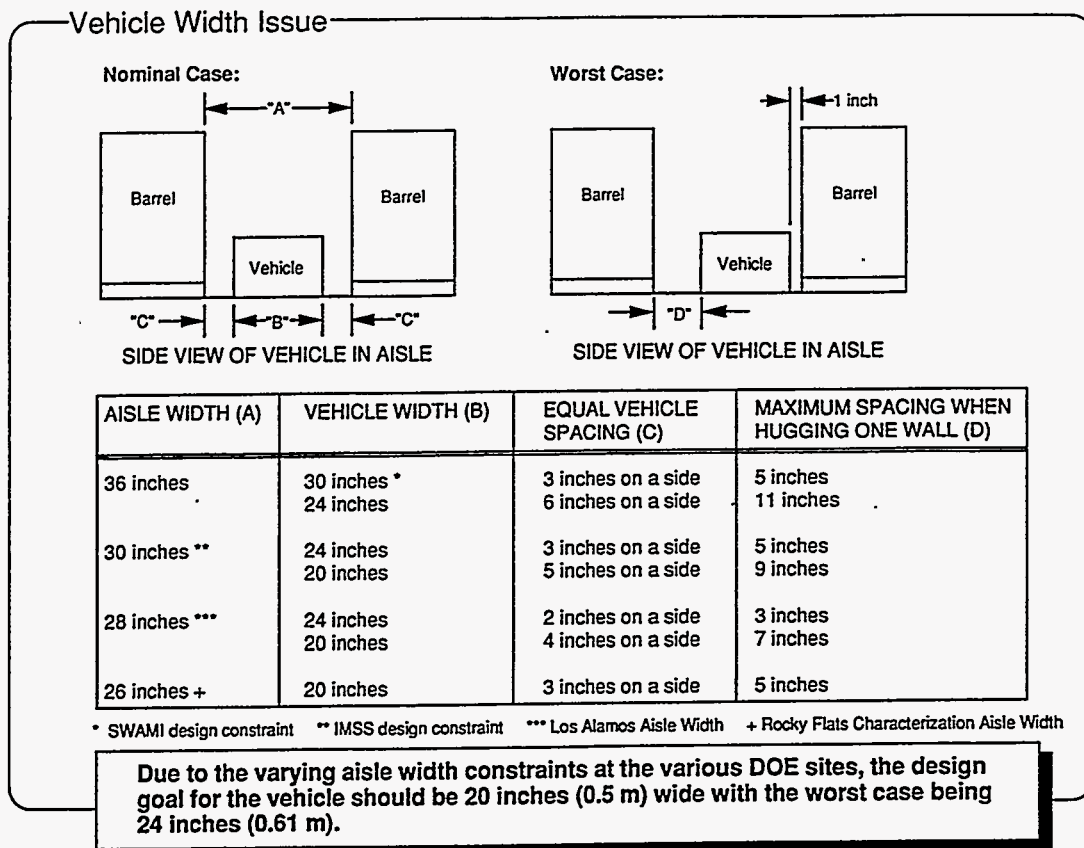 Vehicle Width Issue
Nominal Case:
"A"
Barrel
Barrel
Vehicle
"C"
"B"
"C"
SIDE VIEW OF VEHICLE IN AISLE
Worst Case:
1 inch
Barrel
Barrel
Vehicle
"D"
SIDE VIEW OF VEHICLE IN AISLE
AISLE WIDTH (A) VEHICLE WIDTH (B) EQUAL VEHICLE SPACING (C) MAXIMUM SPACING WHEN HUGGING ONE WALL (D)
36 inches 30 inches * 3 inches on a side 5 inches
24 inches 6 inches on a side 11 inches
30 inches ** 24 inches 3 inches on a side 5 inches
20 inches 5 inches on a side 9 inches
28 inches *** 24 inches 2 inches on a side 3 inches
20 inches 4 inches on a side 7 inches
26 inches + 20 inches 3 inches on a side 5 inches
* SWAMI design constraint ** IMSS design constraint *** Los Alamos Aisle Width + Rocky Flats Characterization Aisle Width
Due to the varying aisle width constraints at the various DOE sites, the design
goal for the vehicle should be 20 inches (0.5 m) wide with the worst case being
24 inches (0.61 m).